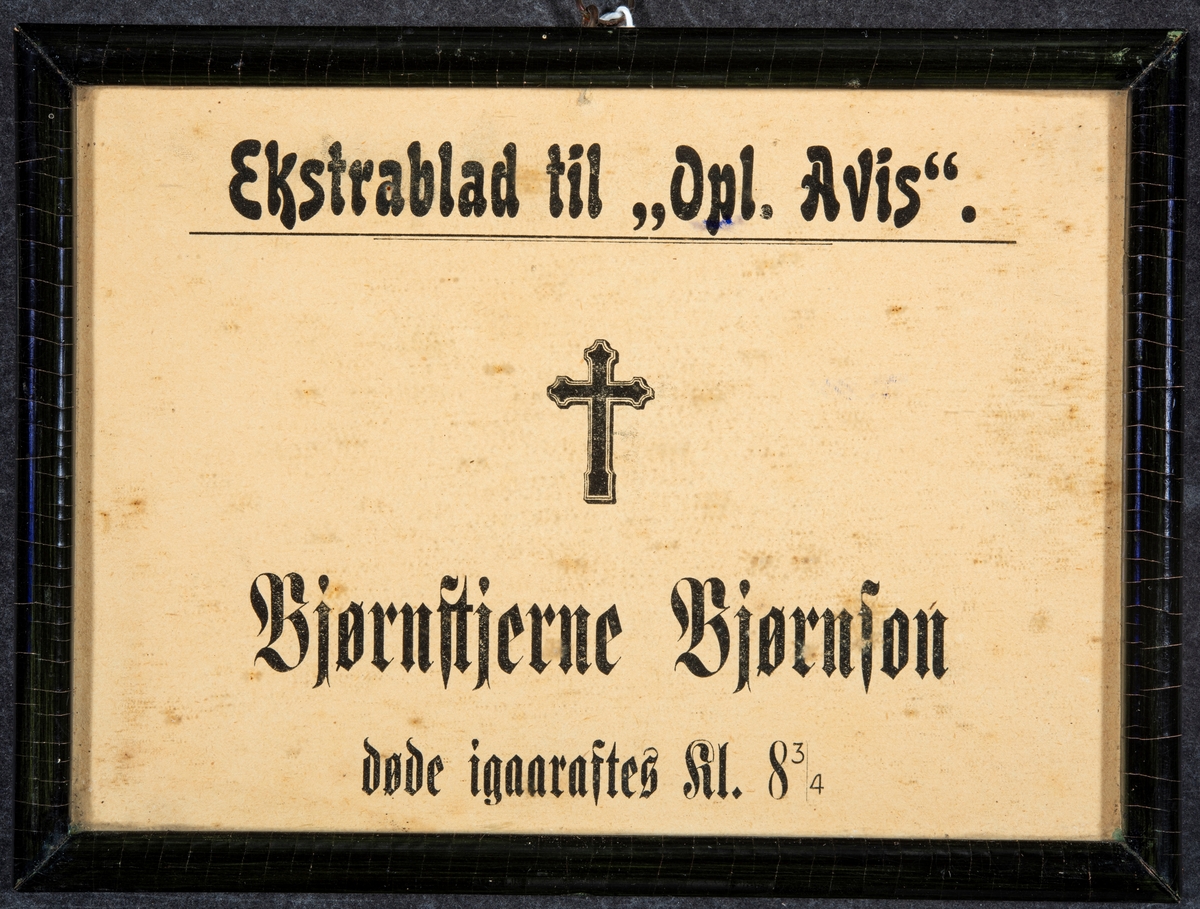 Ekstrablad til „Opl. Avis“.
Bjørnstjerne Bjørnson
døde igaaraftes Kl. 8 3/4